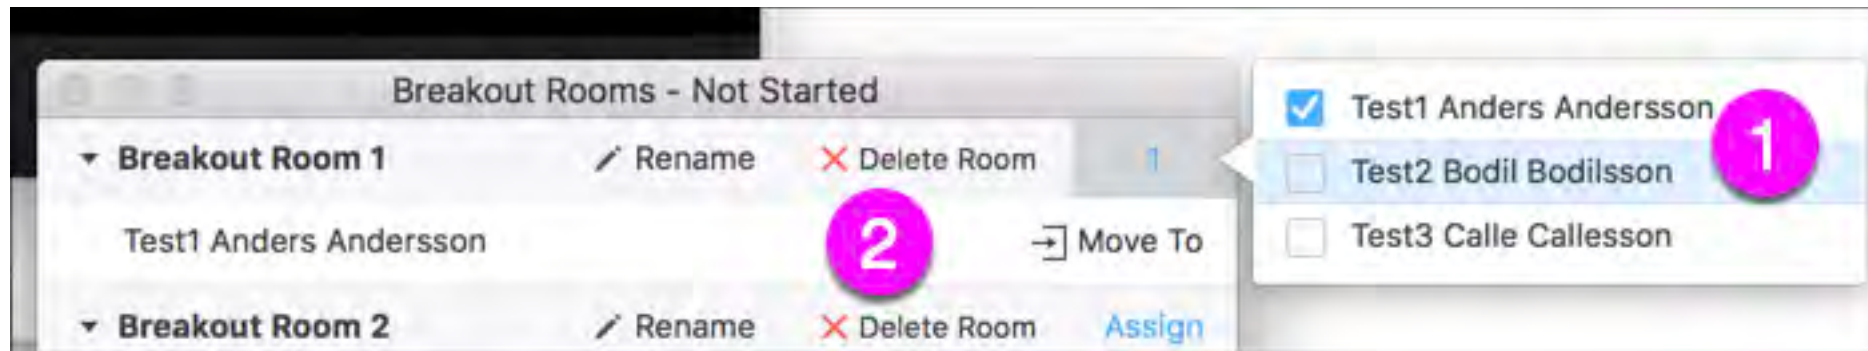 Breakout Rooms - Not Started
Breakout Room 1 Rename Delete Room 1
Test1 Anders Andersson Move To
2
Breakout Room 2 Rename Delete Room Assign
Test1 Anders Andersson
Test2 Bodil Bodilsson
Test3 Calle Callesson
1